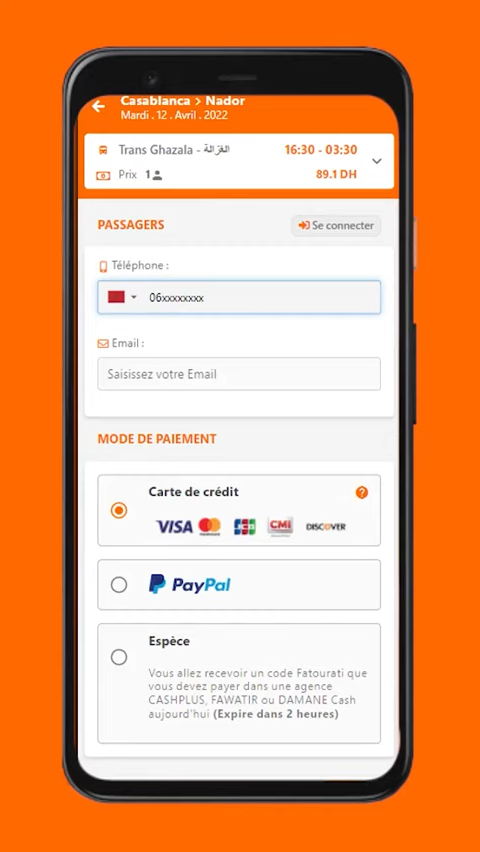 Casablanca > Nador
Mardi . 12 . Avril . 2022
Trans Ghazala - الغزالة
16:30 - 03:30
Prix 1
89.1 DH
PASSAGERS
Se connecter
Téléphone :
06xxxxxxxx
Email :
Saisissez votre Email
MODE DE PAIEMENT
Carte de crédit
?
VISA
JCB
CMi
DISCOVER
PayPal
Espèce
Vous allez recevoir un code Fatourati que
vous devez payer dans une agence
CASHPLUS, FAWATIR ou DAMANE Cash
aujourd'hui (Expire dans 2 heures)